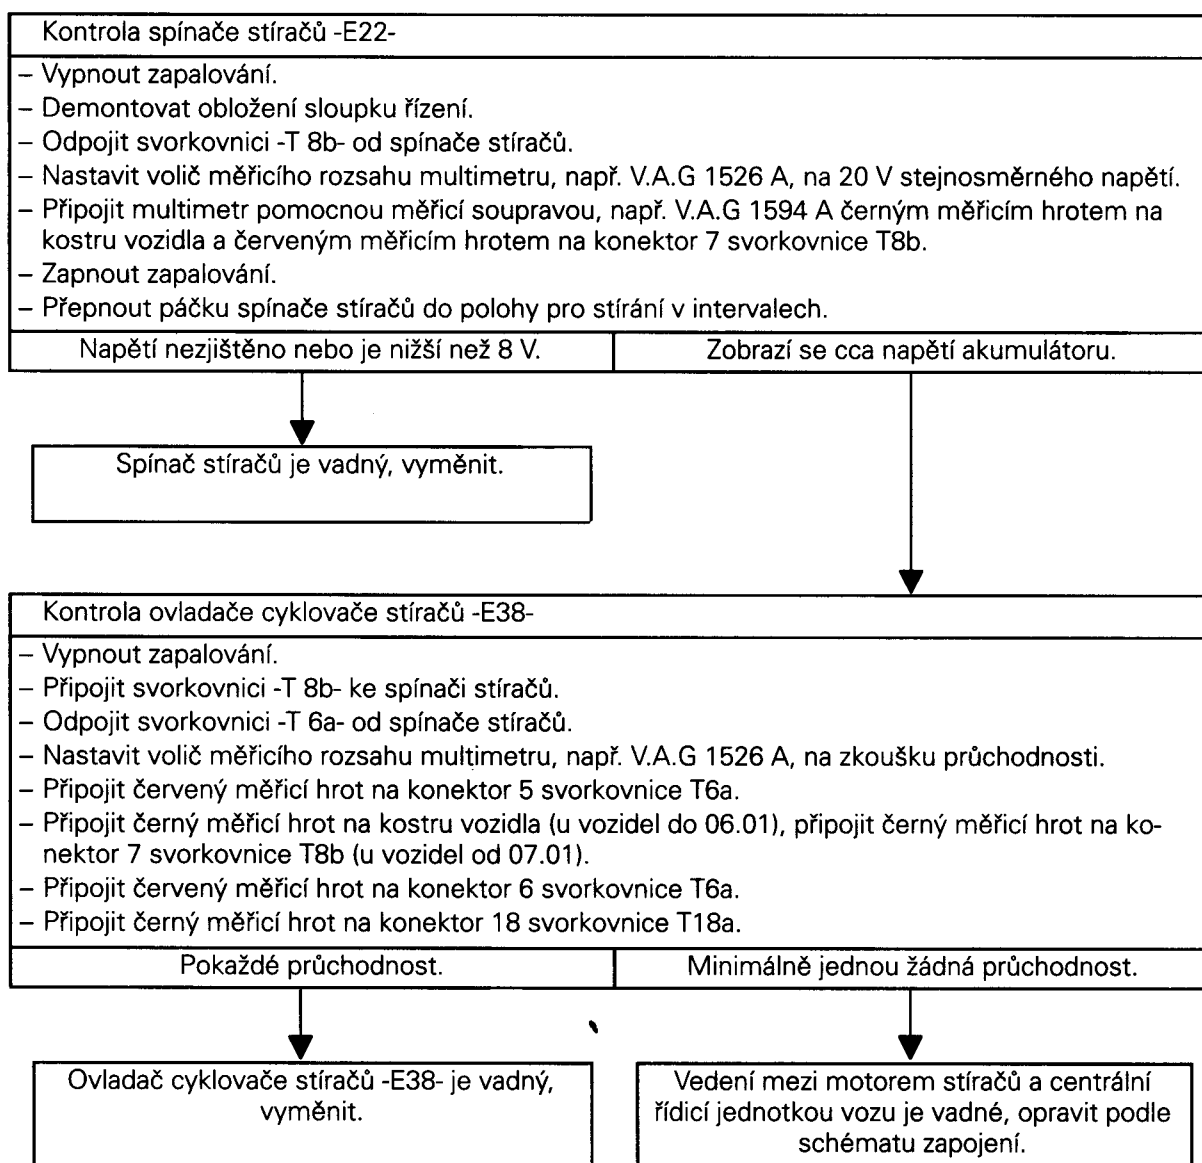 Kontrola spínače stíračů -E22-
– Vypnout zapalování.
– Demontovat obložení sloupku řízení.
– Odpojit svorkovnici -T 8b- od spínače stíračů.
– Nastavit volič měřicího rozsahu multimetru, např. V.A.G 1526 A, na 20 V stejnosměrného napětí.
– Připojit multimetr pomocnou měřicí soupravou, např. V.A.G 1594 A černým měřicím hrotem na
kostru vozidla a červeným měřicím hrotem na konektor 7 svorkovnice T8b.
– Zapnout zapalování.
– Přepnout páčku spínače stíračů do polohy pro stírání v intervalech.
Napětí nezjištěno nebo je nižší než 8 V.
Zobrazí se cca napětí akumulátoru.
Spínač stíračů je vadný, vyměnit.
Kontrola ovladače cyklovače stíračů -E38-
– Vypnout zapalování.
– Připojit svorkovnici -T 8b- ke spínači stíračů.
– Odpojit svorkovnici -T 6a- od spínače stíračů.
– Nastavit volič měřicího rozsahu multimetru, např. V.A.G 1526 A, na zkoušku průchodnosti.
– Připojit červený měřicí hrot na konektor 5 svorkovnice T6a.
– Připojit černý měřicí hrot na kostru vozidla (u vozidel do 06.01), připojit černý měřicí hrot na ko-
nektor 7 svorkovnice T8b (u vozidel od 07.01).
– Připojit červený měřicí hrot na konektor 6 svorkovnice T6a.
– Připojit černý měřicí hrot na konektor 18 svorkovnice T18a.
Pokaždé průchodnost.
Minimálně jednou žádná průchodnost.
Ovladač cyklovače stíračů -E38- je vadný,
vyměnit.
Vedení mezi motorem stíračů a centrální
řídicí jednotkou vozu je vadné, opravit podle
schématu zapojení.